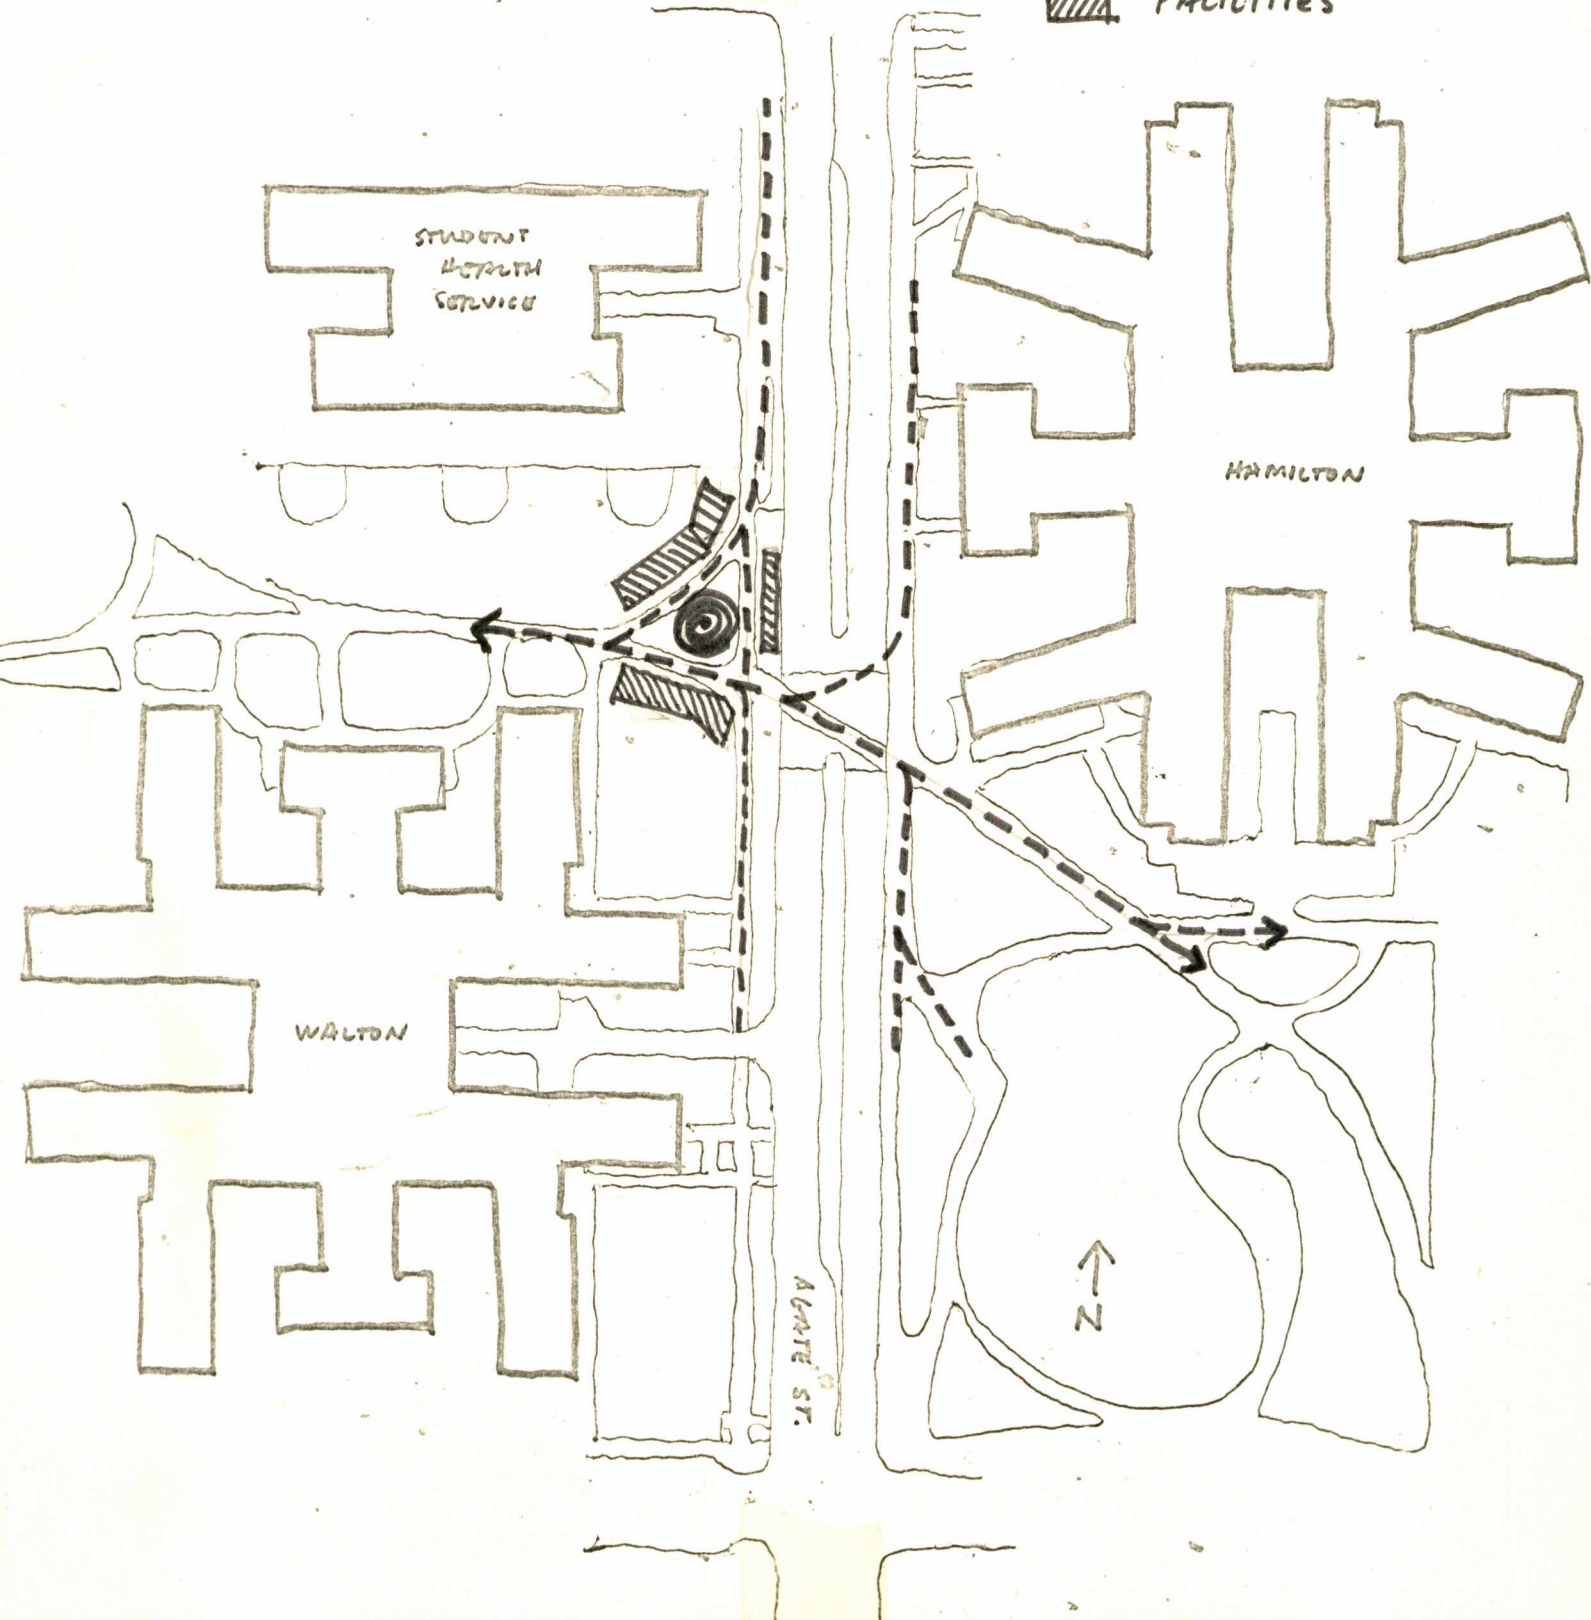 FACILITIES
STUDENT
HEALTH
SERVICE
HAMILTON
WALTON
N
AGATE ST.